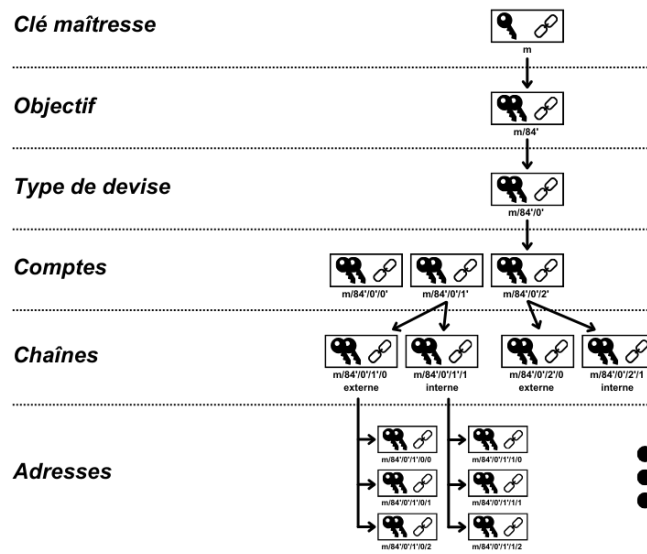 Clé maîtresse
m
Objectif
m/84'
Type de devise
m/84'/0'
Comptes
m/84'/0'/0'
m/84'/0'/1'
m/84'/0'/2'
Chaînes
m/84'/0'/1'/0
externe
m/84'/0'/1'/1
interne
m/84'/0'/2'/0
externe
m/84'/0'/2'/1
interne
Adresses
m/84'/0'/1'/0/0
m/84'/0'/1'/1/0
m/84'/0'/1'/0/1
m/84'/0'/1'/1/1
m/84'/0'/1'/0/2
m/84'/0'/1'/1/2